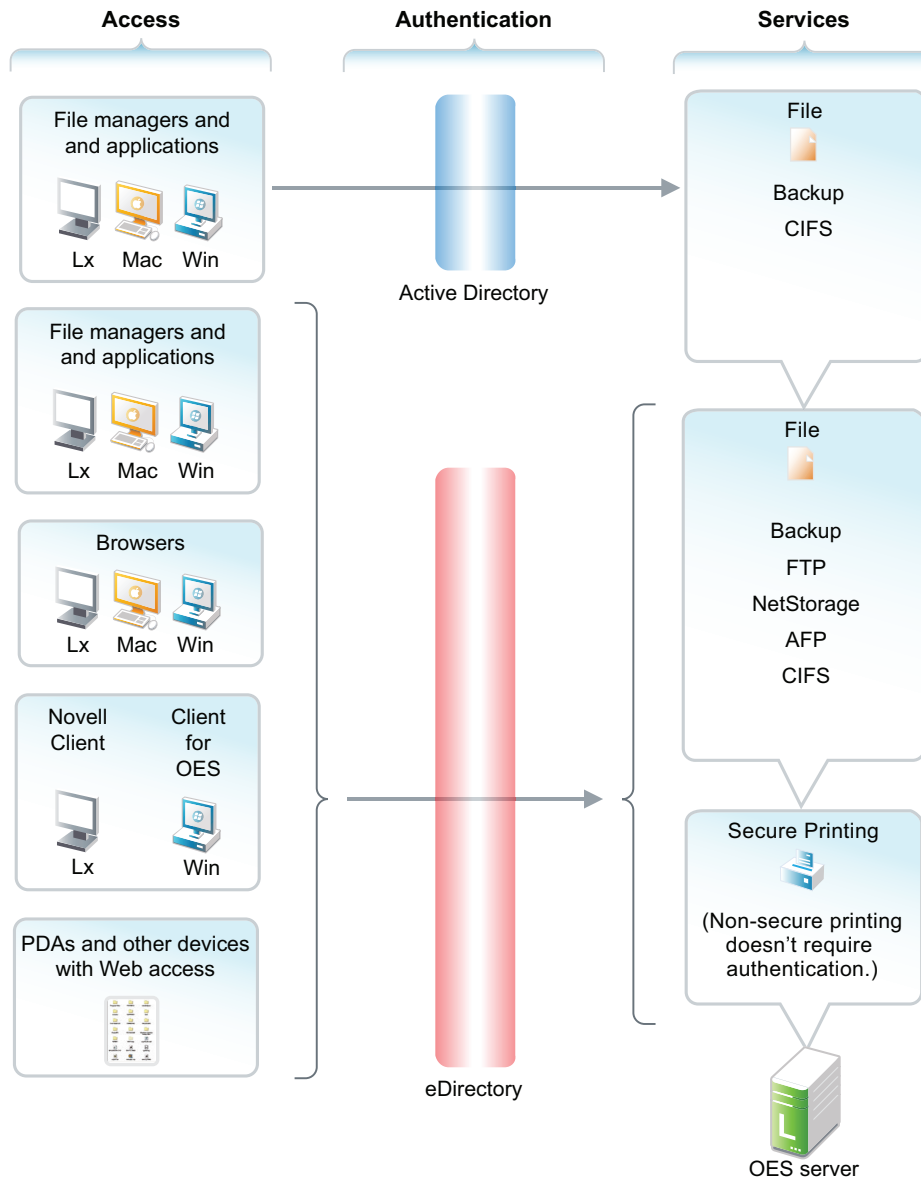 Access
Authentication
Services
File managers and
and applications
Lx Mac Win
Active Directory
File
Backup
CIFS
File managers and
and applications
Lx Mac Win
Browsers
Lx Mac Win
Novell
Client
Client
for
OES
Lx
Win
PDAs and other devices
with Web access
eDirectory
File
Backup
FTP
NetStorage
AFP
CIFS
Secure Printing
(Non-secure printing
doesn't require
authentication.)
L
OES server